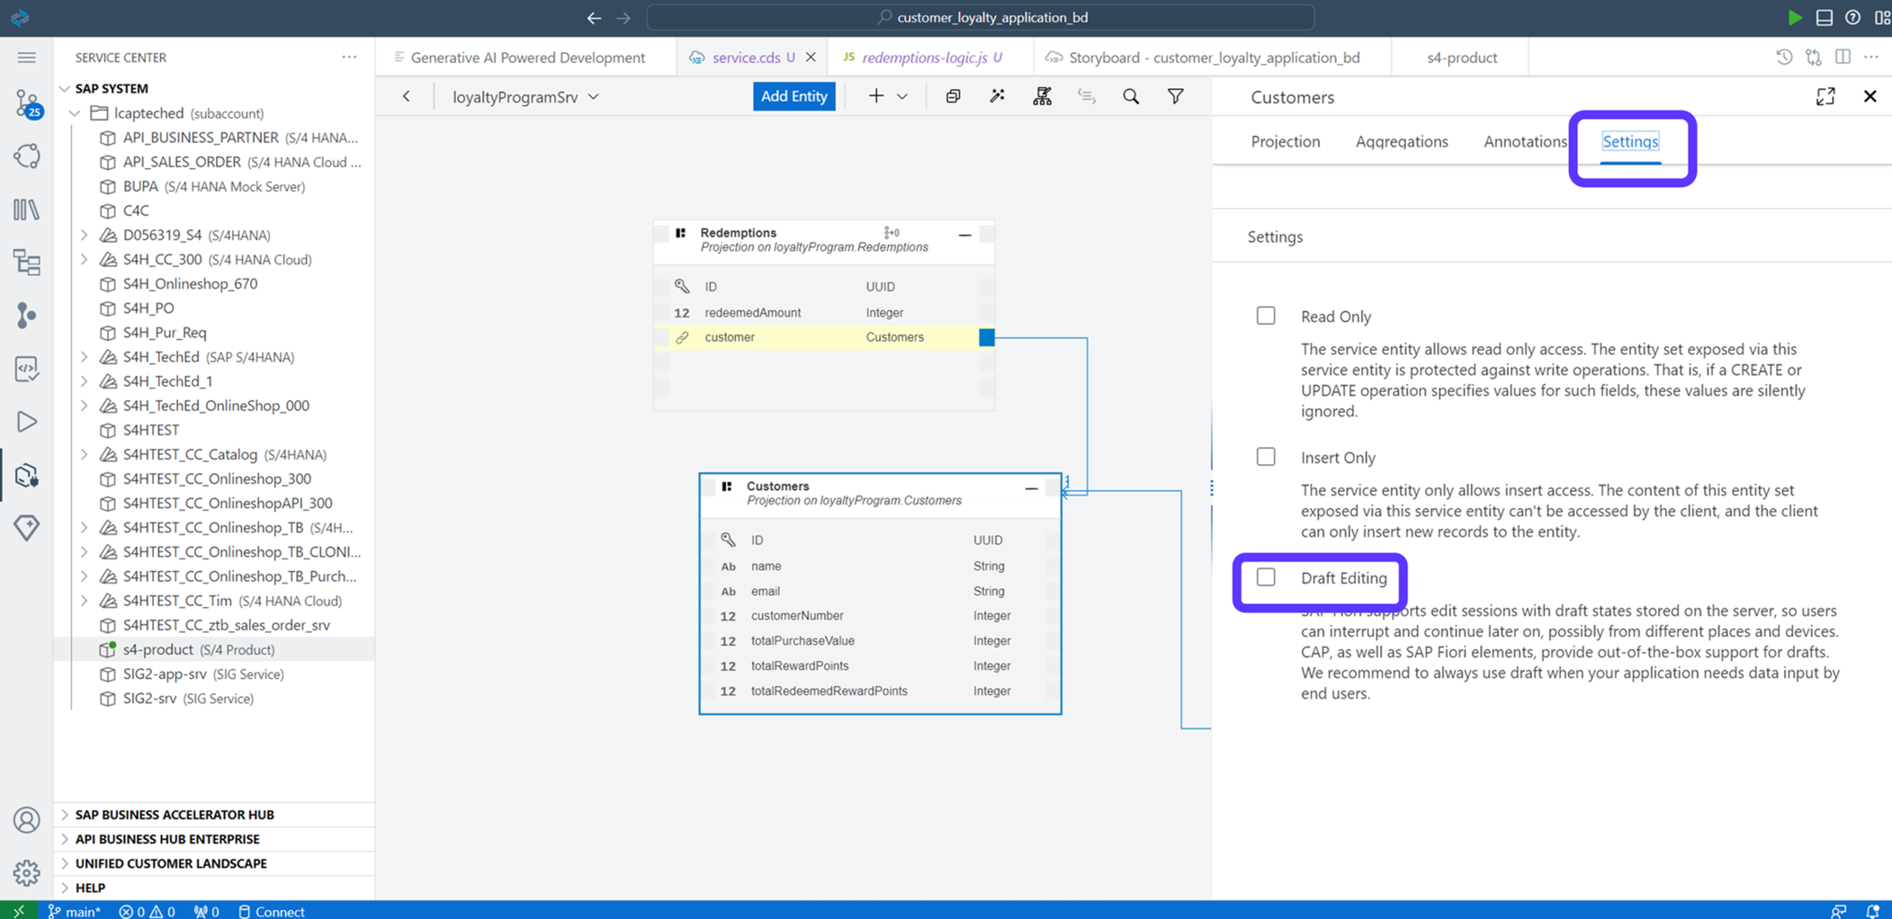 customer_loyalty_application_bd
SERVICE CENTER
Generative AI Powered Development
service.cds U
JS redemptions-logic.js U
Storyboard - customer_loyalty_application_bd
s4-product
25
SAP SYSTEM
lcapteched (subaccount)
API_BUSINESS_PARTNER (S/4 HANA...
API_SALES_ORDER (S/4 HANA Cloud ...
BUPA (S/4 HANA Mock Server)
C4C
D056319_S4 (S/4HANA)
S4H_CC_300 (S/4 HANA Cloud)
S4H_Onlineshop_670
S4H_PO
S4H_Pur_Req
S4H_TechEd (SAP S/4HANA)
S4H_TechEd_1
S4H_TechEd_OnlineShop_000
S4HTEST
S4HTEST_CC_Catalog (S/4HANA)
S4HTEST_CC_Onlineshop_300
S4HTEST_CC_OnlineshopAPI_300
S4HTEST_CC_Onlineshop_TB (S/4H...
S4HTEST_CC_Onlineshop_TB_CLONI...
S4HTEST_CC_Onlineshop_TB_Purch...
S4HTEST_CC_Tim (S/4 HANA Cloud)
S4HTEST_CC_ztb_sales_order_srv
s4-product (S/4 Product)
SIG2-app-srv (SIG Service)
SIG2-srv (SIG Service)
SAP BUSINESS ACCELERATOR HUB
API BUSINESS HUB ENTERPRISE
UNIFIED CUSTOMER LANDSCAPE
HELP
loyaltyProgramSrv
Add Entity
Redemptions
0
Projection on loyaltyProgram.Redemptions
ID UUID
12 redeemedAmount Integer
customer Customers
1
Customers
Projection on loyaltyProgram.Customers
ID UUID
Ab name String
Ab email String
12 customerNumber Integer
12 totalPurchaseValue Integer
12 totalRewardPoints Integer
12 totalRedeemedRewardPoints Integer
Customers
Projection Aggregations Annotations Settings
Settings
Read Only
The service entity allows read only access. The entity set exposed via this
service entity is protected against write operations. That is, if a CREATE or
UPDATE operation specifies values for such fields, these values are silently
ignored.
Insert Only
The service entity only allows insert access. The content of this entity set
exposed via this service entity can't be accessed by the client, and the client
can only insert new records to the entity.
Draft Editing
SAP Fiori supports edit sessions with draft states stored on the server, so users
can interrupt and continue later on, possibly from different places and devices.
CAP, as well as SAP Fiori elements, provide out-of-the-box support for drafts.
We recommend to always use draft when your application needs data input by
end users.
main* 0 0 0 Connect